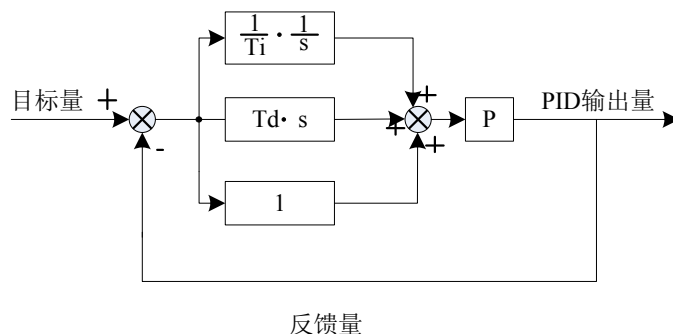 1/Ti · 1/s
目标量 +
-
Td· s
+
+
+
P
PID输出量
1
反馈量